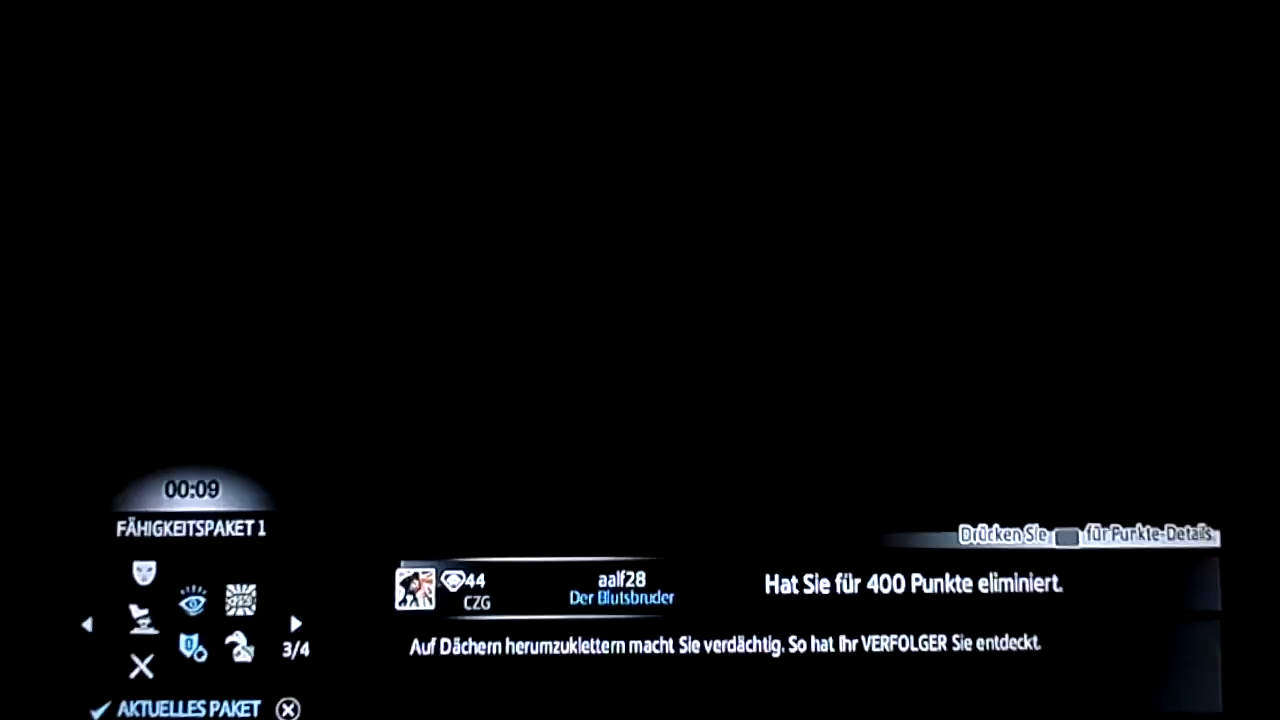 00:09
FÄHIGKEITSPAKET 1
3/4
AKTUELLES PAKET
Drücken Sie für Punkte-Details.
44
CZG
aalf28
Der Blutsbruder
Hat Sie für 400 Punkte eliminiert.
Auf Dächern herumzuklettern macht Sie verdächtig. So hat Ihr VERFOLGER Sie entdeckt.